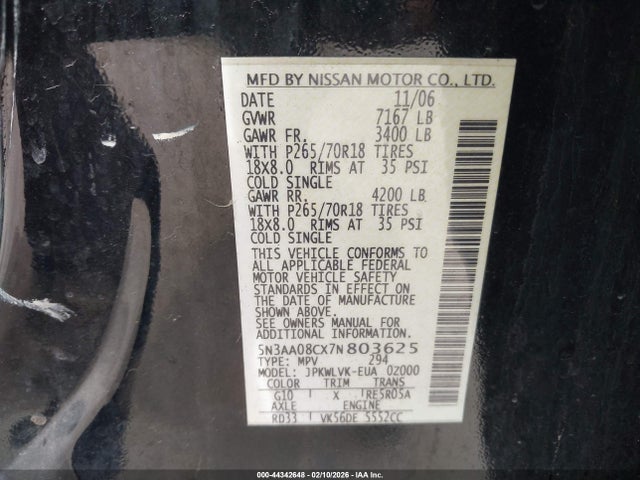 MFD BY NISSAN MOTOR CO., LTD.
DATE 11/06
GVWR 7167 LB
GAWR FR. 3400 LB
WITH P265/70R18 TIRES
18X8.0 RIMS AT 35 PSI
COLD SINGLE
GAWR RR. 4200 LB
WITH P265/70R18 TIRES
18X8.0 RIMS AT 35 PSI
COLD SINGLE
THIS VEHICLE CONFORMS TO
ALL APPLICABLE FEDERAL
MOTOR VEHICLE SAFETY
STANDARDS IN EFFECT ON
THE DATE OF MANUFACTURE
SHOWN ABOVE.
SEE OWNERS MANUAL FOR
ADDITIONAL INFORMATION.
5N3AA08CX7N803625
TYPE: MPV 294
MODEL: JPKWLVK-EUA 02000
COLOR TRIM TRANS
G10 X RE5R05A
AXLE ENGINE
RD33 VK56DE 5552CC
000-44342648 | 02/10/2026 - IAA Inc.